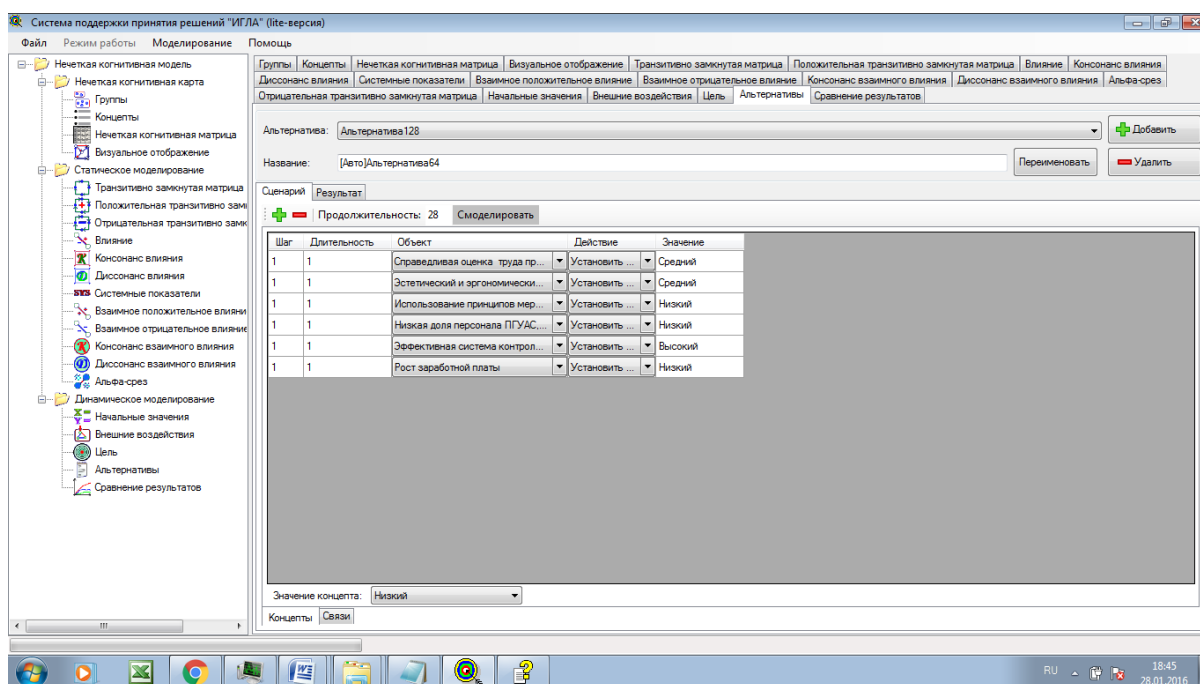 Система поддержки принятия решений "ИГЛА" (lite-версия)
Файл Режим работы Моделирование Помощь
Нечеткая когнитивная модель
Нечеткая когнитивная карта
Группы
Концепты
Нечеткая когнитивная матрица
Визуальное отображение
Статическое моделирование
Транзитивно замкнутая матрица
Положительная транзитивно зам
Отрицательная транзитивно замк
Влияние
Консонанс влияния
Диссонанс влияния
SYS Системные показатели
Взаимное положительное влияни
Взаимное отрицательное влияние
Консонанс взаимного влияния
Диссонанс взаимного влияния
Альфа-срез
Динамическое моделирование
Начальные значения
Внешние воздействия
Цель
Альтернативы
Сравнение результатов
Группы Концепты Нечеткая когнитивная матрица Визуальное отображение Транзитивно замкнутая матрица Положительная транзитивно замкнутая матрица Влияние Консонанс влияния
Диссонанс влияния Системные показатели Взаимное положительное влияние Взаимное отрицательное влияние Консонанс взаимного влияния Диссонанс взаимного влияния Альфа-срез
Отрицательная транзитивно замкнутая матрица Начальные значения Внешние воздействия Цель Альтернативы Сравнение результатов
Альтернатива: Альтернатива128 Добавить
Название: [Авто]Альтернатива64 Переименовать Удалить
Сценарий Результат
Продолжительность: 28 Смоделировать
Шаг Длительность Объект Действие Значение
1 1 Справедливая оценка труда пр... Установить ... Средний
1 1 Эстетический и эргономически... Установить ... Средний
1 1 Использование принципов мер... Установить ... Низкий
1 1 Низкая доля персонала ПГУАС,... Установить ... Низкий
1 1 Эффективная система контрол... Установить ... Высокий
1 1 Рост заработной платы Установить ... Низкий
Значение концепта: Низкий
Концепты Связи
RU 18:45
28.01.2016